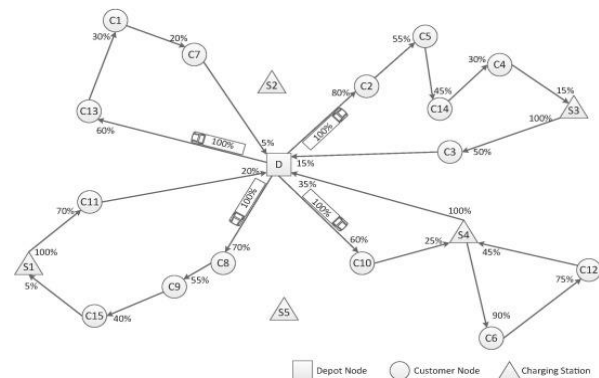 C1
30%
20%
C7
C13
60%
100%
5%
S2
55%
C5
80%
C2
100%
45%
C14
30%
C4
15%
100%
S3
C3
50%
D
15%
20%
35%
C11
70%
100%
S1
5%
C15
40%
C9
55%
C8
70%
100%
100%
60%
C10
25%
100%
S4
45%
C12
75%
90%
C6
S5
Depot Node
Customer Node
Charging Station